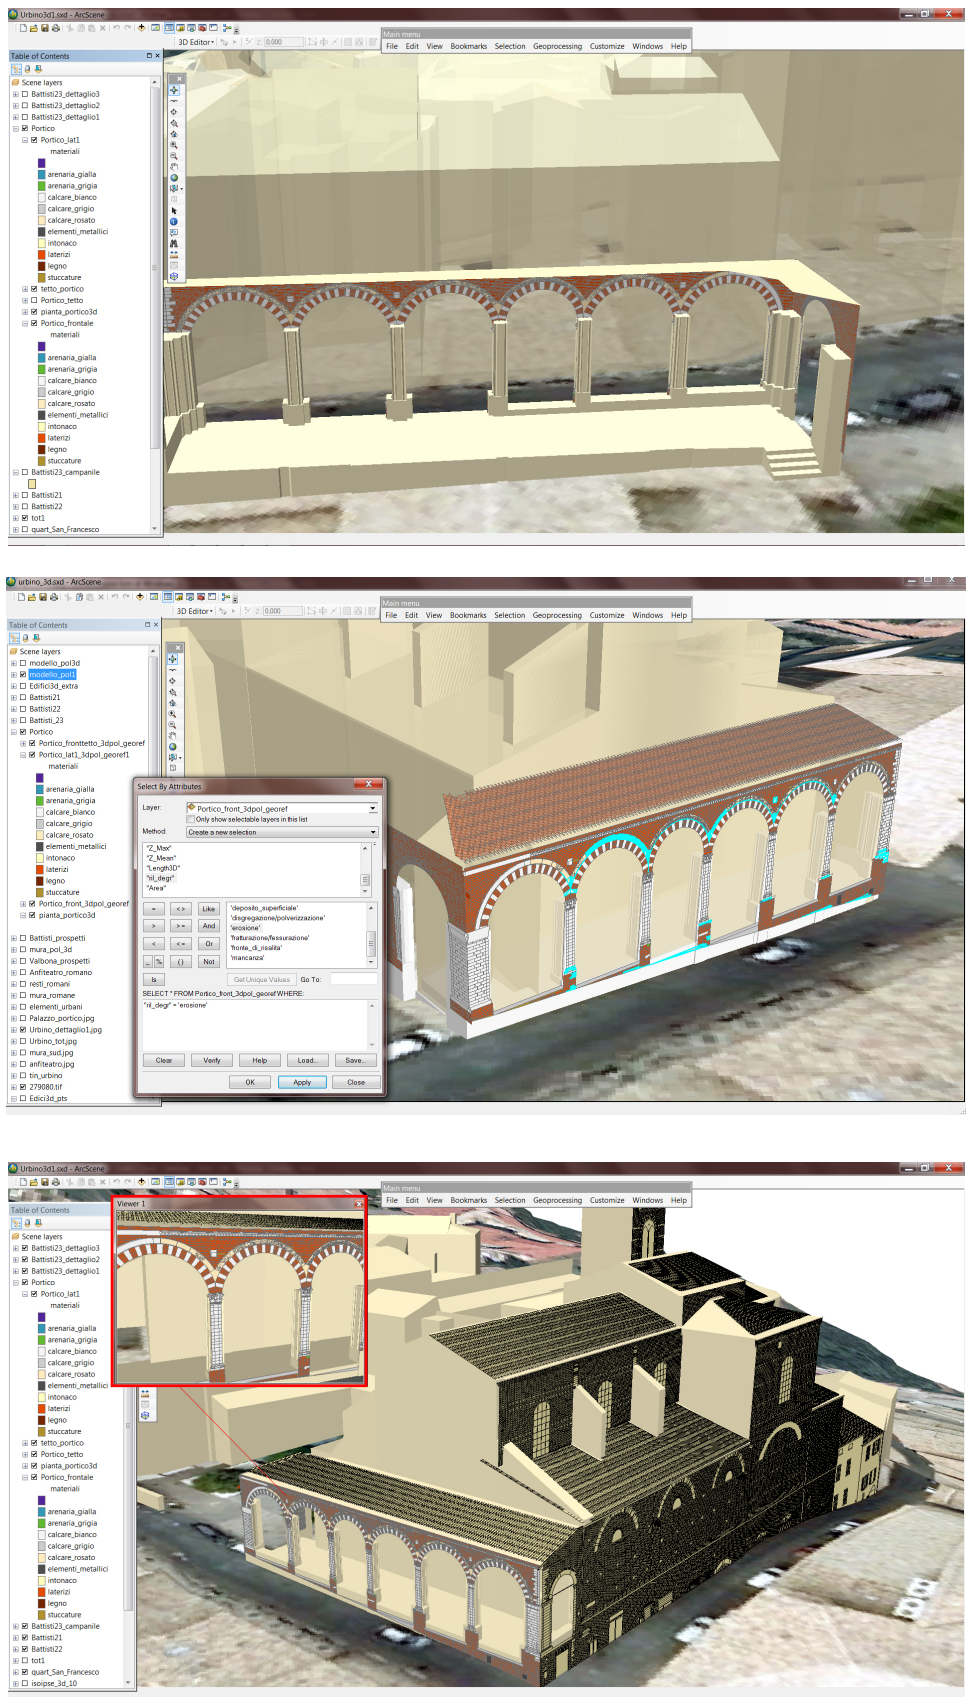 Urbino3d1.sxd - ArcScene
3D Editor
0,000
Main menu
File Edit View Bookmarks Selection Geoprocessing Customize Windows Help
Table of Contents
Scene layers
Battisti23_dettaglio3
Battisti23_dettaglio2
Battisti23_dettaglio1
Portico
Portico_lat1
materiali
arenaria_gialla
arenaria_grigia
calcare_bianco
calcare_grigio
calcare_rosato
elementi_metallici
intonaco
laterizi
legno
stuccature
tetto_portico
Portico_tetto
pianta_portico3d
Portico_frontale
materiali
arenaria_gialla
arenaria_grigia
calcare_bianco
calcare_grigio
calcare_rosato
elementi_metallici
intonaco
laterizi
legno
stuccature
Battisti23_campanile
Battisti21
Battisti22
tot1
quart_San_Francesco
urbino_3d.sxd - ArcScene
3D Editor
0,000
Main menu
File Edit View Bookmarks Selection Geoprocessing Customize Windows Help
Table of Contents
Scene layers
modello_pol3d
modello_pol1
Edifici3d_extra
Battisti21
Battisti22
Battisti_23
Portico
Portico_fronttetto_3dpol_georef
Portico_lat1_3dpol_georef1
materiali
arenaria_gialla
arenaria_grigia
calcare_bianco
calcare_grigio
calcare_rosato
elementi_metallici
intonaco
laterizi
legno
stuccature
Portico_front_3dpol_georef
pianta_portico3d
Battisti_prospetti
mura_pol_3d
Valbona_prospetti
Anfiteatro_romano
resti_romani
mura_romane
elementi_urbani
Palazzo_portico.jpg
Urbino_dettaglio1.jpg
Urbino_tot.jpg
mura_sud.jpg
anfiteatro.jpg
tin_urbino
279080.tif
Edici3d_pts
Select By Attributes
Layer: Portico_front_3dpol_georef
Only show selectable layers in this list
Method: Create a new selection
"Z_Max"
"Z_Mean"
"Length3D"
"ril_degr"
"Area"
= <> Like
> >= And
< <= Or
_ % () Not
Is
'deposito_superficiale'
'disgregazione/polverizzazione'
'erosione'
'fratturazione/fessurazione'
'fronte_di_risalita'
'mancanza'
Get Unique Values Go To:
SELECT * FROM Portico_front_3dpol_georef WHERE:
"ril_degr" = 'erosione'
Clear Verify Help Load... Save...
OK Apply Close
Urbino3d1.sxd - ArcScene
Main menu
File Edit View Bookmarks Selection Geoprocessing Customize Windows Help
Viewer 1
Table of Contents
Scene layers
Battisti23_dettaglio3
Battisti23_dettaglio2
Battisti23_dettaglio1
Portico
Portico_lat1
materiali
arenaria_gialla
arenaria_grigia
calcare_bianco
calcare_grigio
calcare_rosato
elementi_metallici
intonaco
laterizi
legno
stuccature
tetto_portico
Portico_tetto
pianta_portico3d
Portico_frontale
materiali
arenaria_gialla
arenaria_grigia
calcare_bianco
calcare_grigio
calcare_rosato
elementi_metallici
intonaco
laterizi
legno
stuccature
Battisti23_campanile
Battisti21
Battisti22
tot1
quart_San_Francesco
isoipse_3d_10